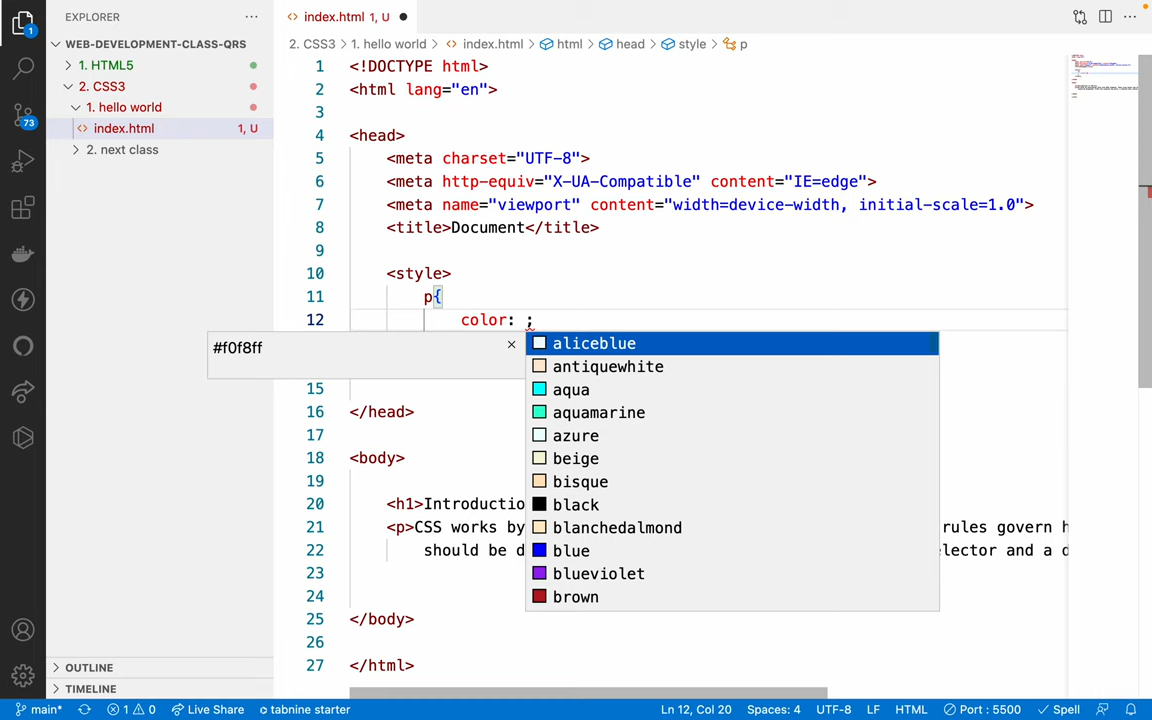 EXPLORER
index.html 1, U
WEB-DEVELOPMENT-CLASS-QRS
1. HTML5
2. CSS3
1. hello world
index.html 1, U
2. next class
OUTLINE
TIMELINE
1
73
2. CSS3 > 1. hello world > index.html > html > head > style > p
1 <!DOCTYPE html>
2 <html lang="en">
3
4 <head>
5 <meta charset="UTF-8">
6 <meta http-equiv="X-UA-Compatible" content="IE=edge">
7 <meta name="viewport" content="width=device-width, initial-scale=1.0">
8 <title>Document</title>
9
10 <style>
11 p{
12 color: ;
#f0f8ff
aliceblue
antiquewhite
aqua
aquamarine
azure
beige
bisque
black
blanchedalmond
blue
blueviolet
brown
15
16 </head>
17
18 <body>
19
20 <h1>Introductio
21 <p>CSS works by rules govern h
22 should be d lector and a d
23
24
25 </body>
26
27 </html>
main* 1 0 Live Share tabnine starter Ln 12, Col 20 Spaces: 4 UTF-8 LF HTML Port : 5500 Spell